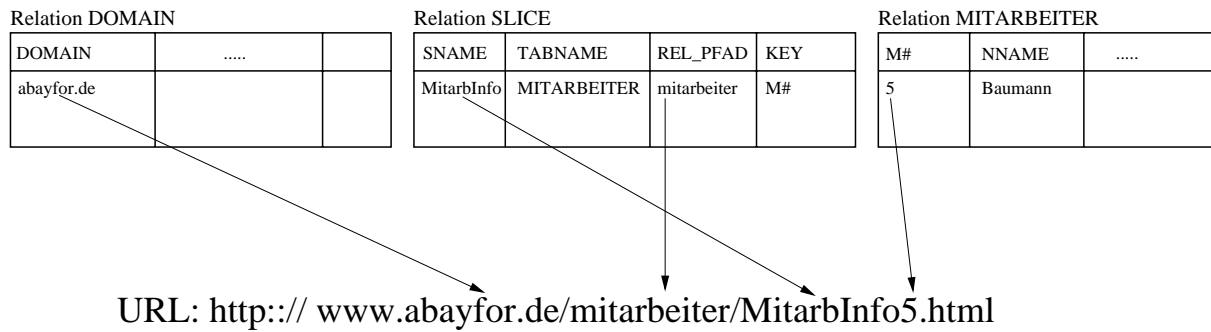 Relation DOMAIN
DOMAIN .....
abayfor.de
Relation SLICE
SNAME TABNAME REL_PFAD KEY
MitarbInfo MITARBEITER mitarbeiter M#
Relation MITARBEITER
M# NNAME .....
5 Baumann
URL: http::// www.abayfor.de/mitarbeiter/MitarbInfo5.html